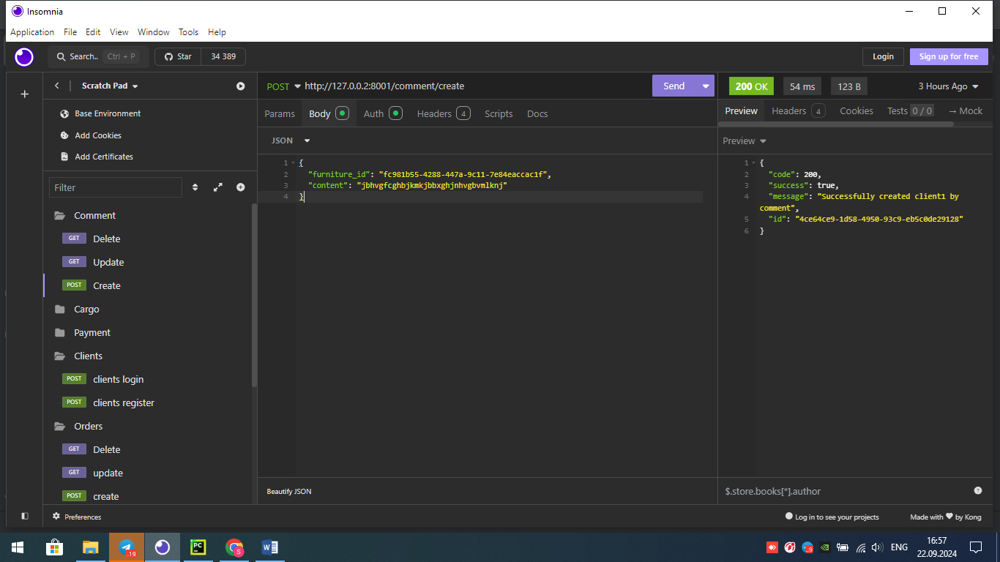 Insomnia
Application File Edit View Window Tools Help
Search.. Ctrl + P Star 34 389 Login Sign up for free
Scratch Pad
Base Environment
Add Cookies
Add Certificates
Filter
Comment
GET Delete
GET Update
POST Create
Cargo
Payment
Clients
POST clients login
POST clients register
Orders
GET Delete
GET update
POST create
Preferences
POST http://127.0.0.2:8001/comment/create Send
Params Body Auth Headers 4 Scripts Docs
JSON
1 {
2 "furniture_id": "fc981b55-4288-447a-9c11-7e84eaccac1f",
3 "content": "jbhvgfcghbjkmkjbbxghjnhvgbvmlknj"
4 }
Beautify JSON
200 OK 54 ms 123 B 3 Hours Ago
Preview Headers 4 Cookies Tests 0 / 0 → Mock
Preview
1 {
2 "code": 200,
3 "success": true,
4 "message": "Successfully created client1 by
comment",
5 "id": "4ce64ce9-1d58-4950-93c9-eb5c0de29128"
6 }
$.store.books[*].author
Log in to see your projects Made with ❤ by Kong
..19 PC S W 9 ENG 16:57
22.09.2024